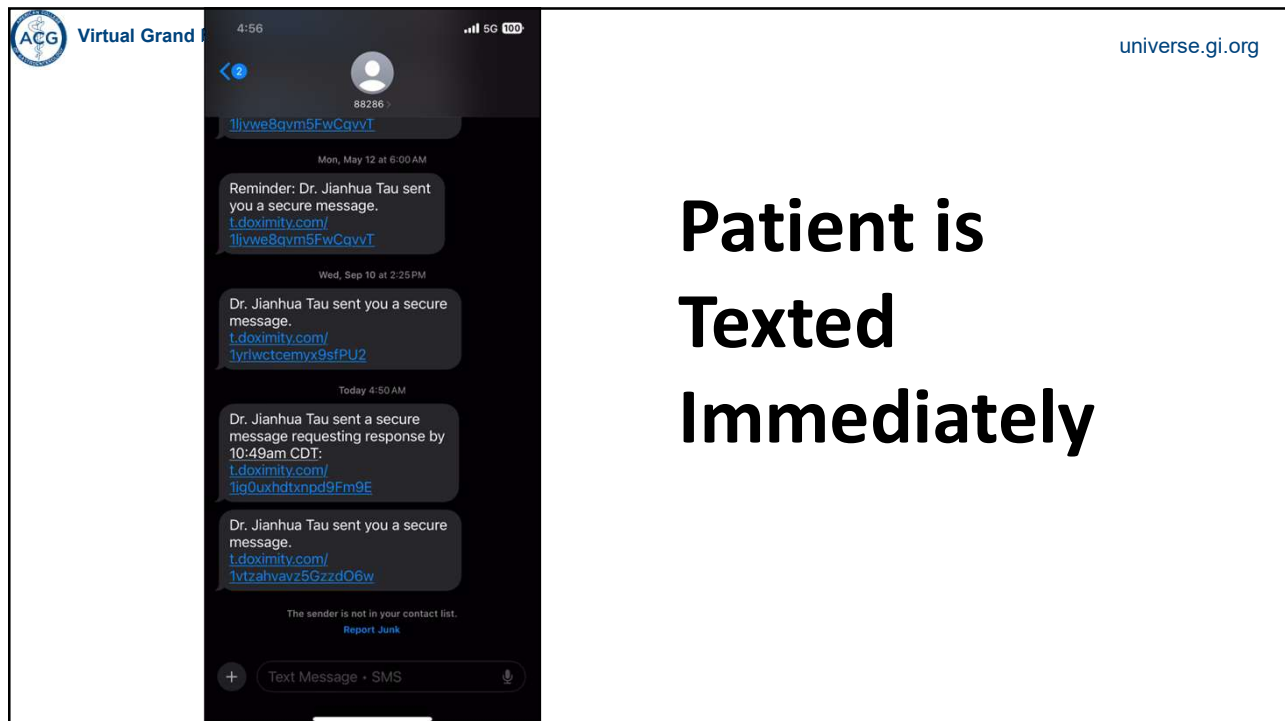 ACG
Virtual Grand
universe.gi.org
4:56
5G 100
2
88286
1ljvwe8qvm5FwCqvvT
Mon, May 12 at 6:00 AM
Reminder: Dr. Jianhua Tau sent
you a secure message.
t.doximity.com/
1ljvwe8qvm5FwCqvvT
Wed, Sep 10 at 2:25 PM
Dr. Jianhua Tau sent you a secure
message.
t.doximity.com/
1yrlwctcemyx9sfPU2
Today 4:50 AM
Dr. Jianhua Tau sent a secure
message requesting response by
10:49am CDT:
t.doximity.com/
1ig0uxhdtxnpd9Fm9E
Dr. Jianhua Tau sent you a secure
message.
t.doximity.com/
1vtzahvavz5GzzdO6w
The sender is not in your contact list.
Report Junk
Text Message • SMS
Patient is
Texted
Immediately